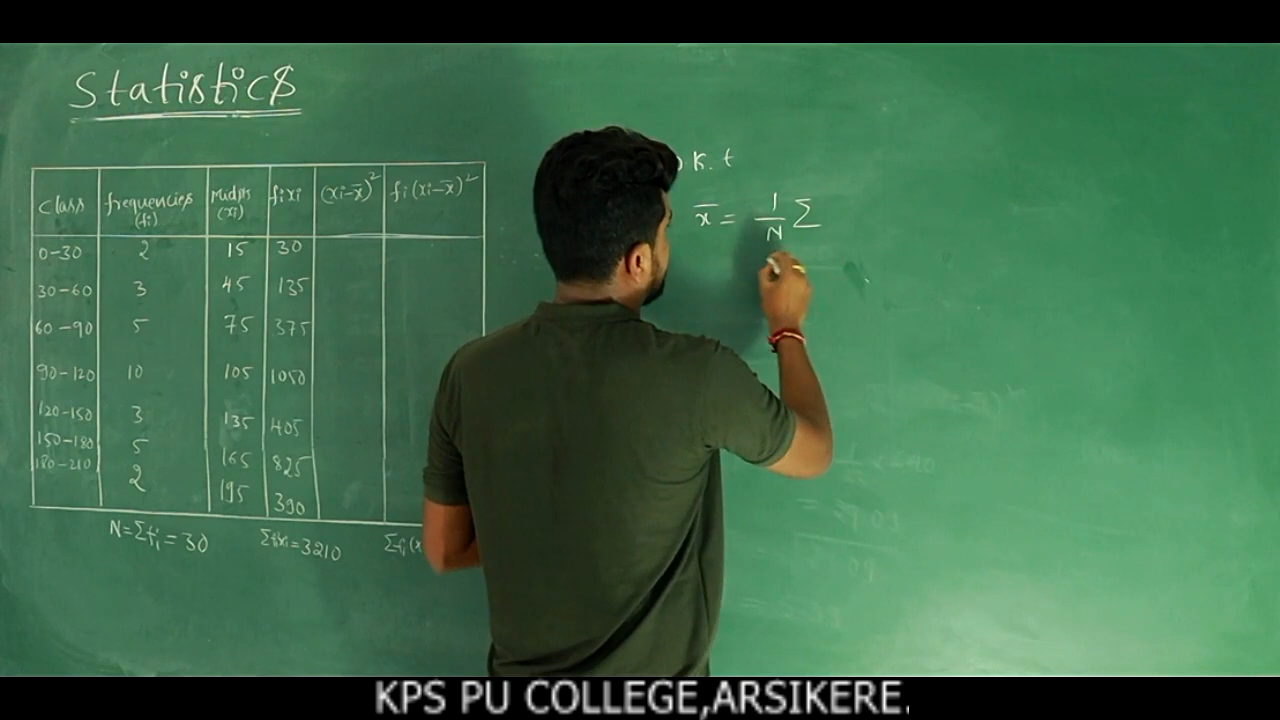 Statistics
Class frequencies (fi) Midpts (xi) fixi (xi-x̄)² fi(xi-x̄)²
0-30 2 15 30
30-60 3 45 135
60-90 5 75 375
90-120 10 105 1050
120-150 3 135 405
150-180 5 165 825
180-210 2 195 390
N=Σfi=30 Σfixi=3210 Σfi(x
K.t
x̄ = 1/N Σ
KPS PU COLLEGE,ARSIKERE.